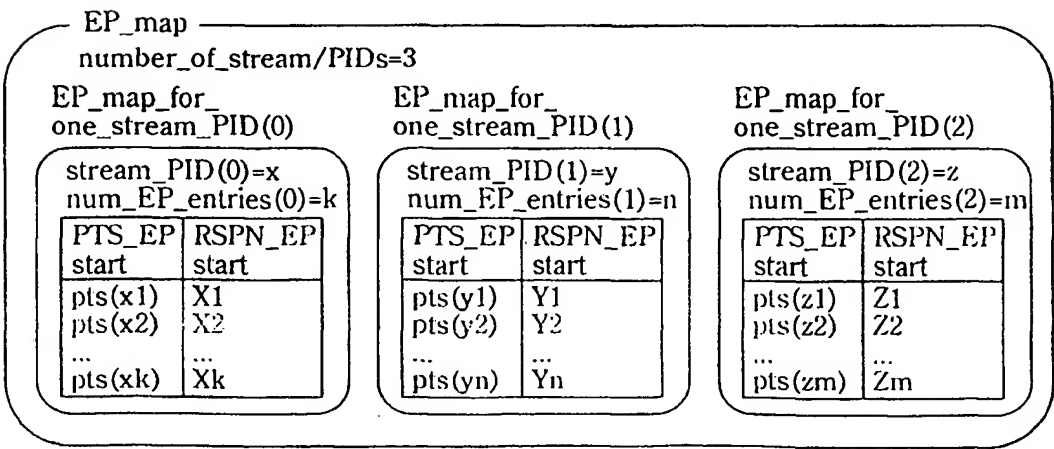 EP_map
number_of_stream/PIDs=3
EP_map_for_
one_stream_PID(0)
stream_PID(0)=x
num_EP_entries(0)=k
PTS_EP RSPN_EP
start start
pts(x1) X1
pts(x2) X2
... ...
pts(xk) Xk
EP_map_for_
one_stream_PID(1)
stream_PID(1)=y
num_EP_entries(1)=n
PTS_EP RSPN_EP
start start
pts(y1) Y1
pts(y2) Y2
... ...
pts(yn) Yn
EP_map_for_
one_stream_PID(2)
stream_PID(2)=z
num_EP_entries(2)=m
PTS_EP RSPN_EP
start start
pts(z1) Z1
pts(z2) Z2
... ...
pts(zm) Zm